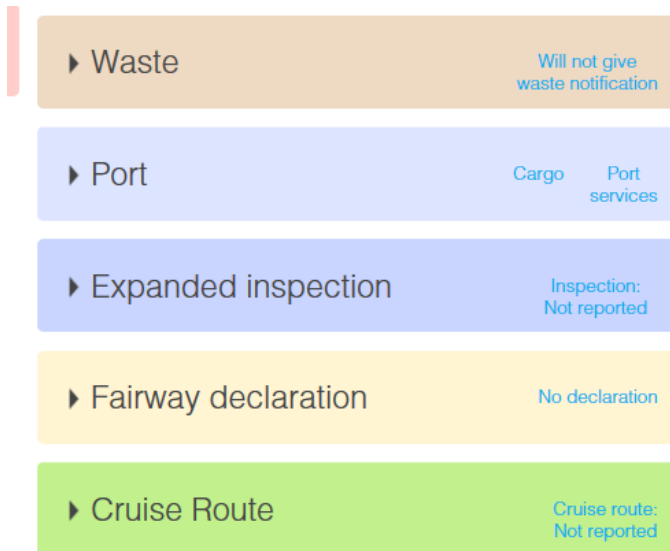 Waste
Will not give
waste notification
Port
Cargo
Port
services
Expanded inspection
Inspection:
Not reported
Fairway declaration
No declaration
Cruise Route
Cruise route:
Not reported